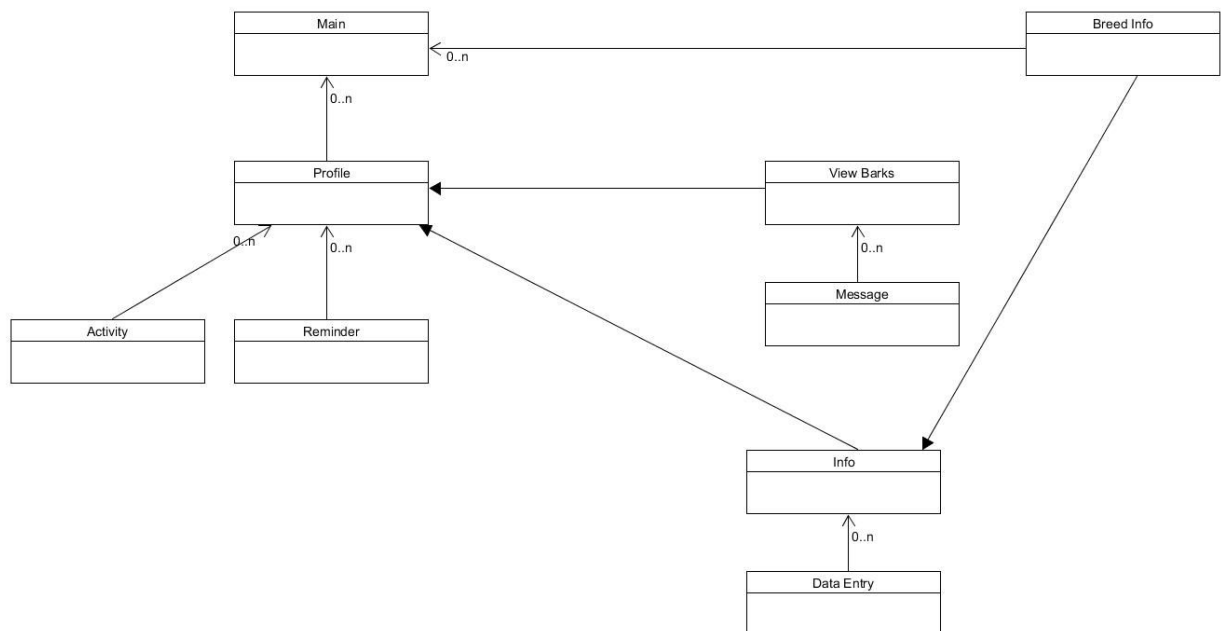 Main
Breed Info
0..n
0..n
Profile
View Barks
0..n
0..n
0..n
Message
Activity
Reminder
Info
0..n
Data Entry